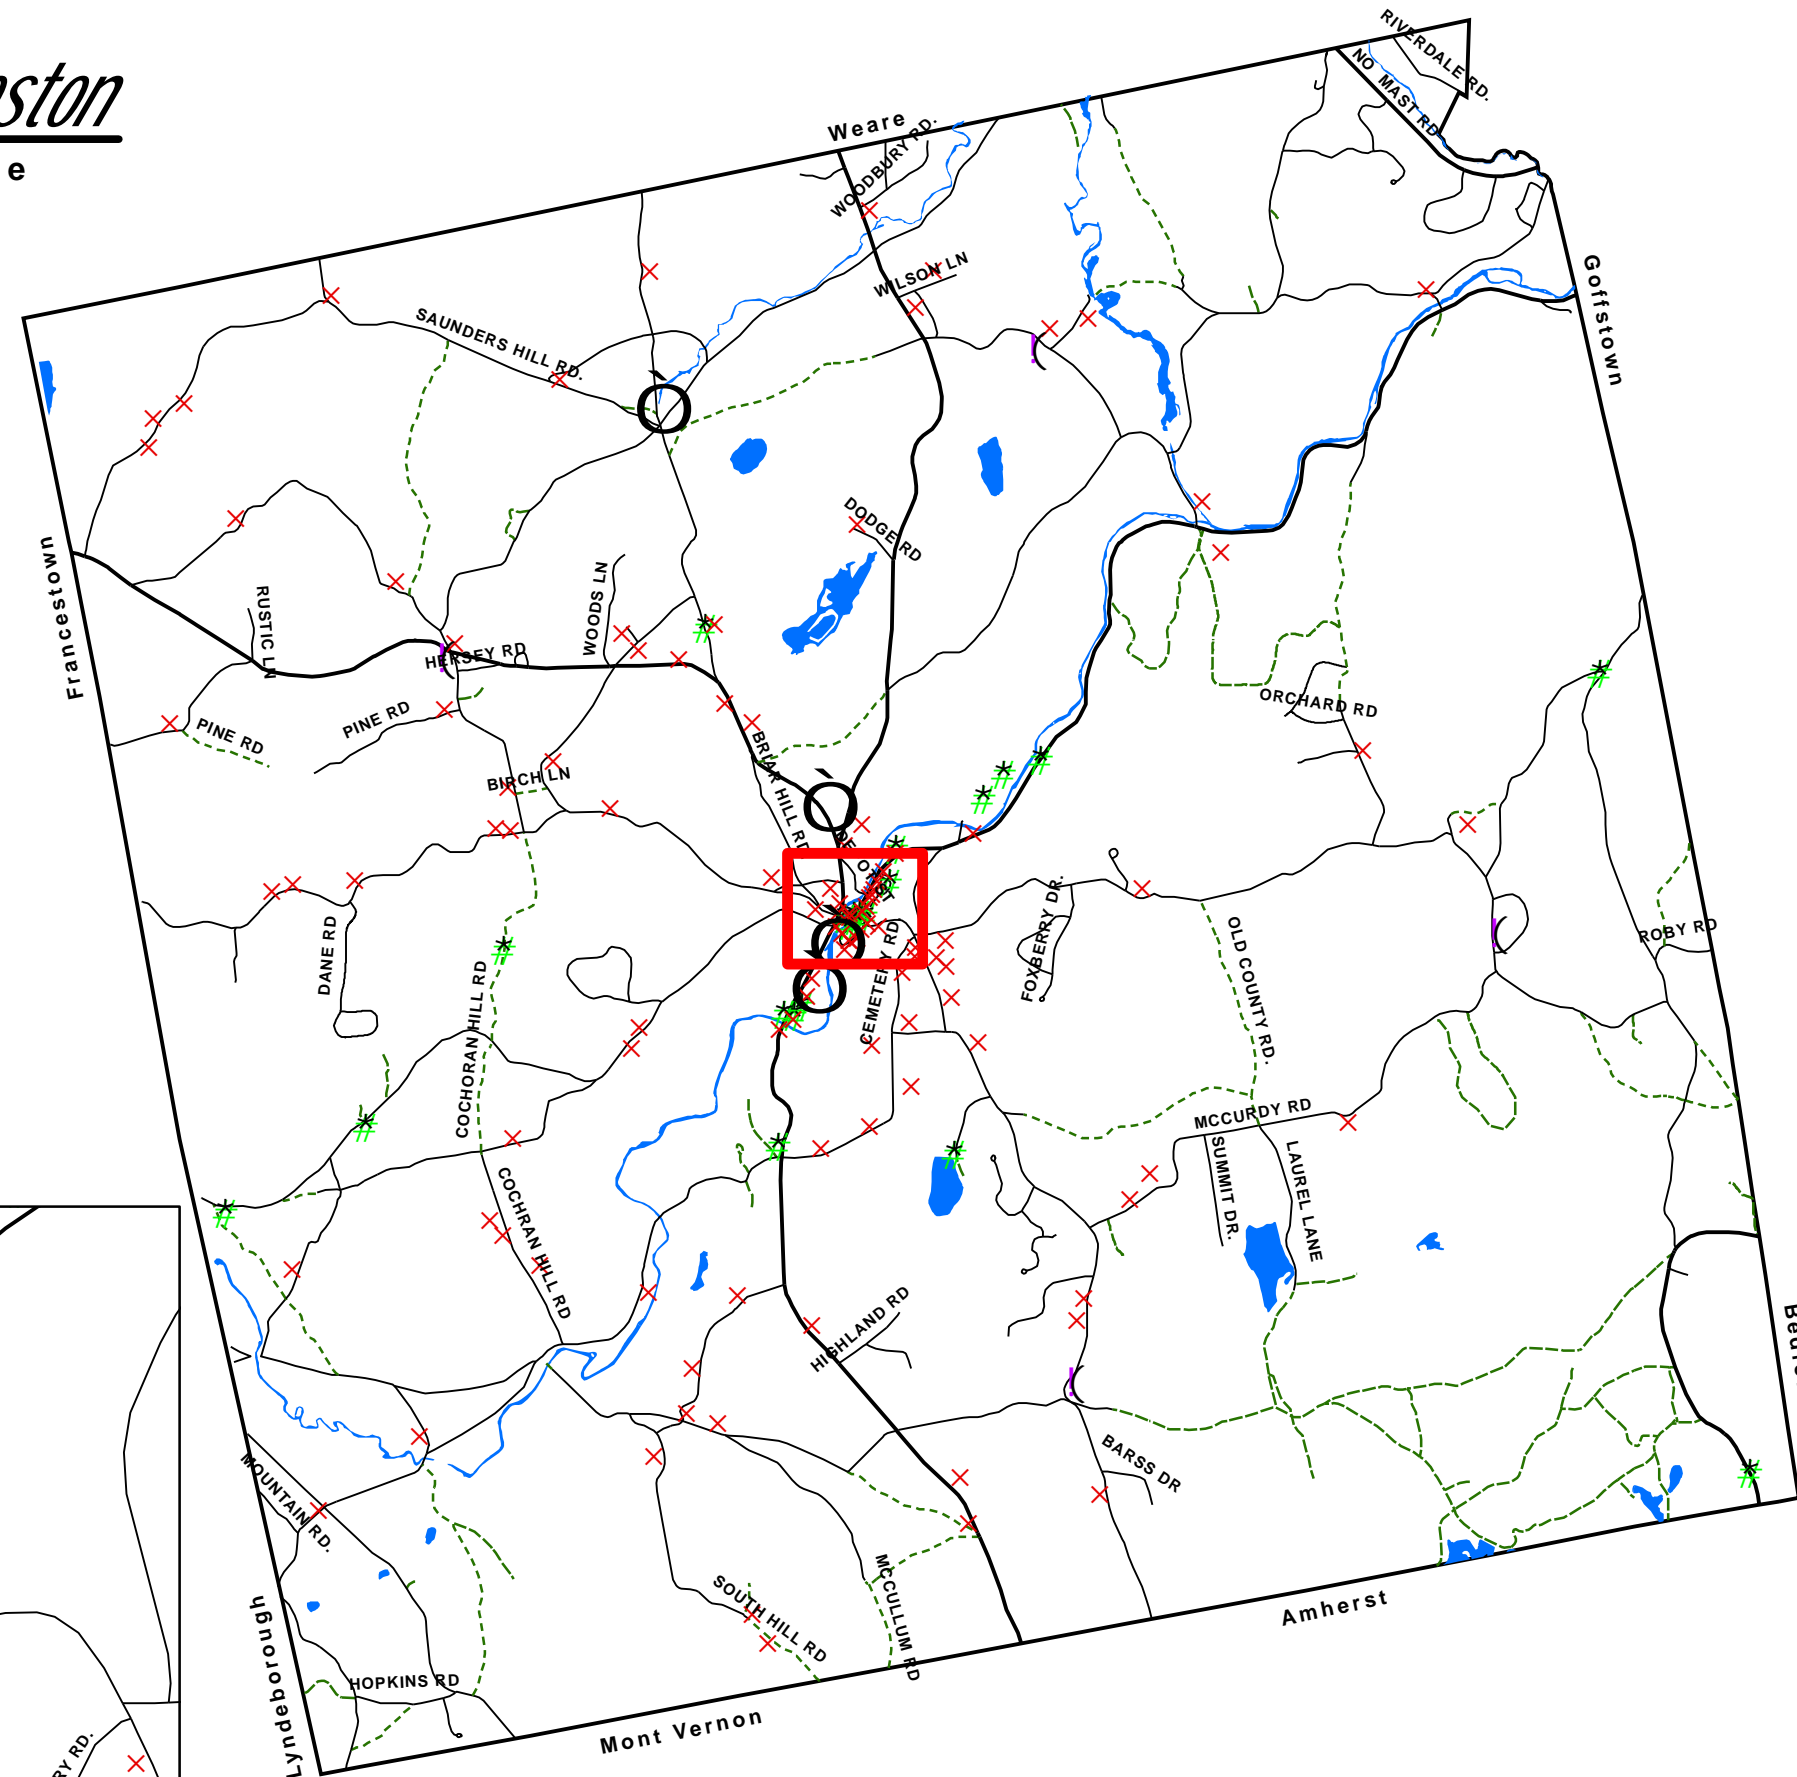 ston
e
RIVERDALE RD.
NO MAST RD
Weare
WOODBURY RD.
WILSON LN
Goffstown
SAUNDERS HILL RD.
DODGE RD
Francestown
RUSTIC LN
WOODS LN
HERSEY RD
PINE RD
PINE RD
ORCHARD RD
BIRCH LN
BRIAR HILL RD
DANE RD
COCHORAN HILL RD
CEMETERY RD
FOXBERRY DR.
OLD COUNTY RD.
ROBY RD
MCCURDY RD
SUMMIT DR.
LAUREL LANE
COCHRAN HILL RD
HIGHLAND RD
BARSS DR
MOUNTAIN RD.
SOUTH HILL RD
MCCULLUM RD
HOPKINS RD
Amherst
Mont Vernon
Lyndeborough
RY RD.